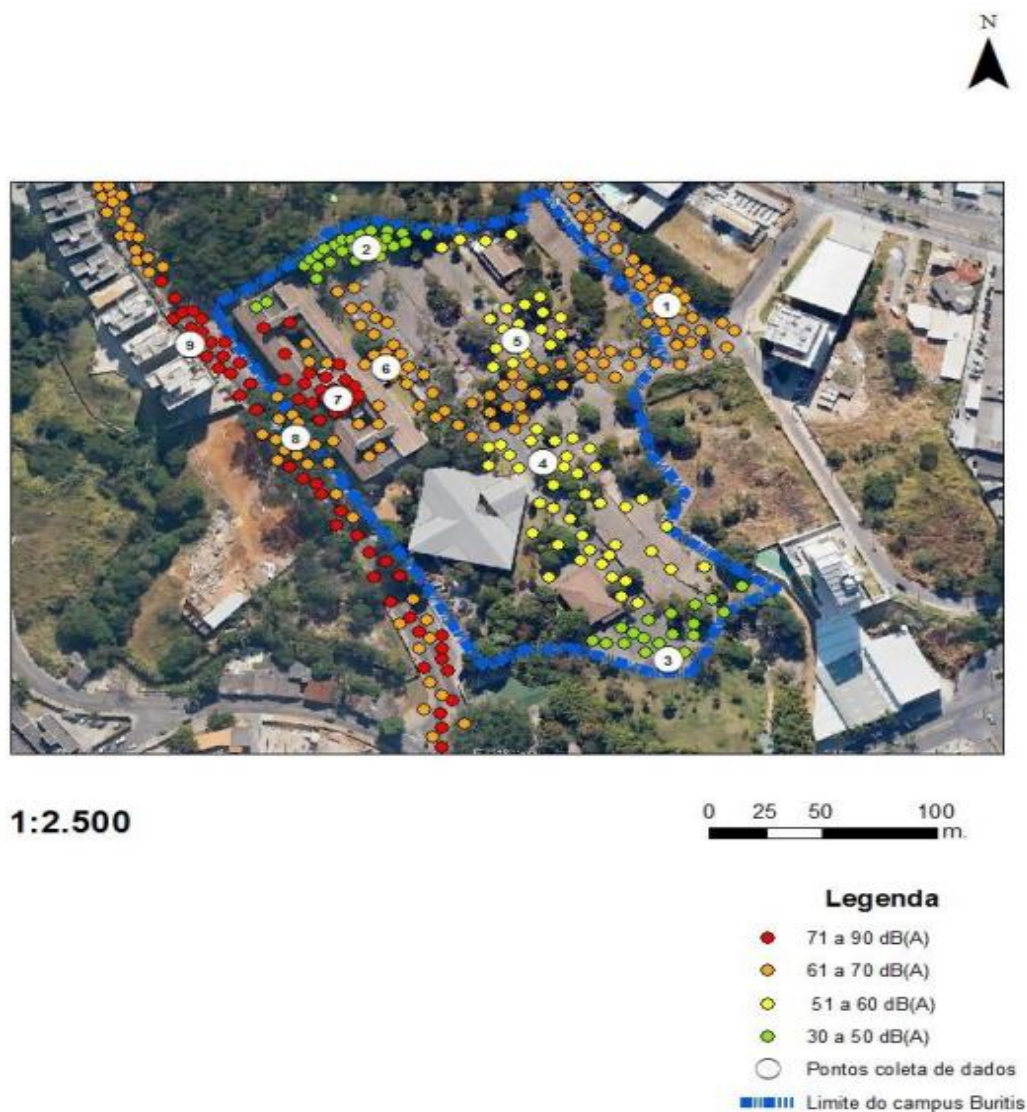 N
2
1
9
5
6
7
8
4
3
1:2.500
0 25 50 100
m.
Legenda
71 a 90 dB(A)
61 a 70 dB(A)
51 a 60 dB(A)
30 a 50 dB(A)
Pontos coleta de dados
Limite do campus Buritis